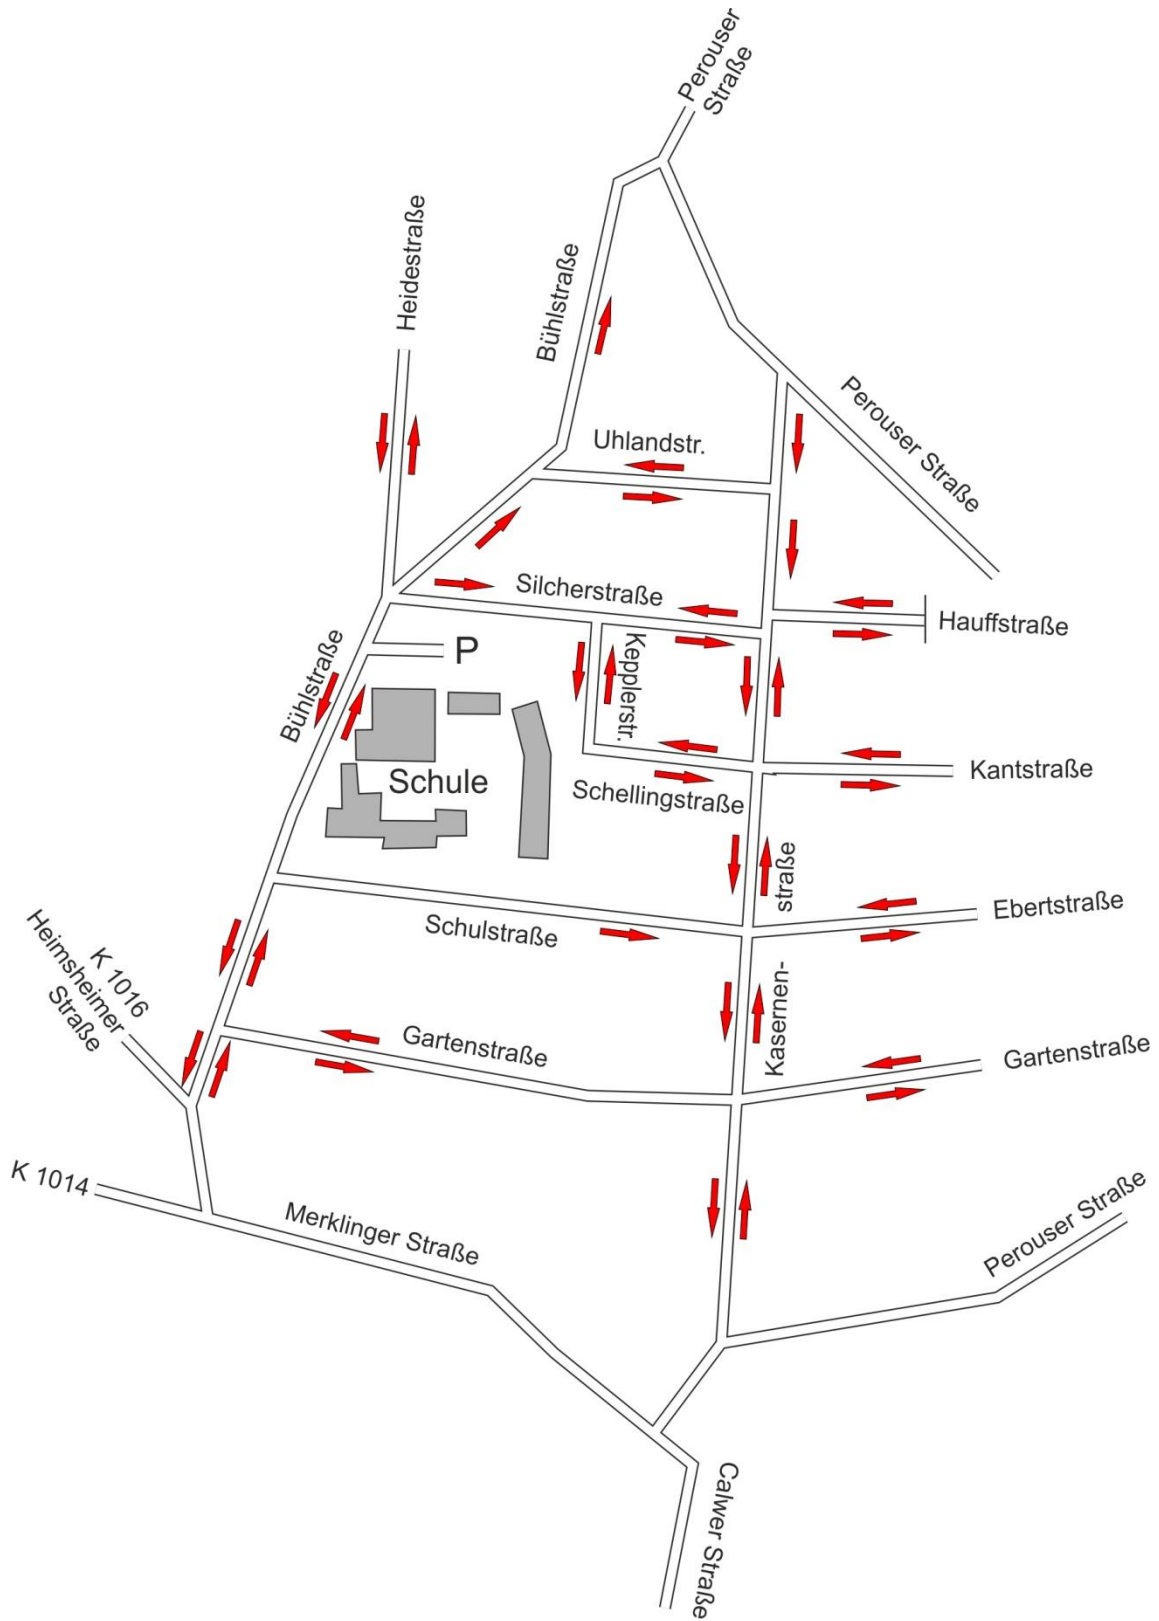 Perouser
Straße
Heidestraße
Bühlstraße
Perouser Straße
Uhlandstr.
Silcherstraße
Hauffstraße
Kepplerstr.
Bühlstraße
P
Schule
Schellingstraße
Kantstraße
Kasernen-
straße
Schulstraße
Ebertstraße
K 1016
Heimsheimer
Straße
Gartenstraße
Gartenstraße
K 1014
Merklinger Straße
Perouser Straße
Calwer Straße